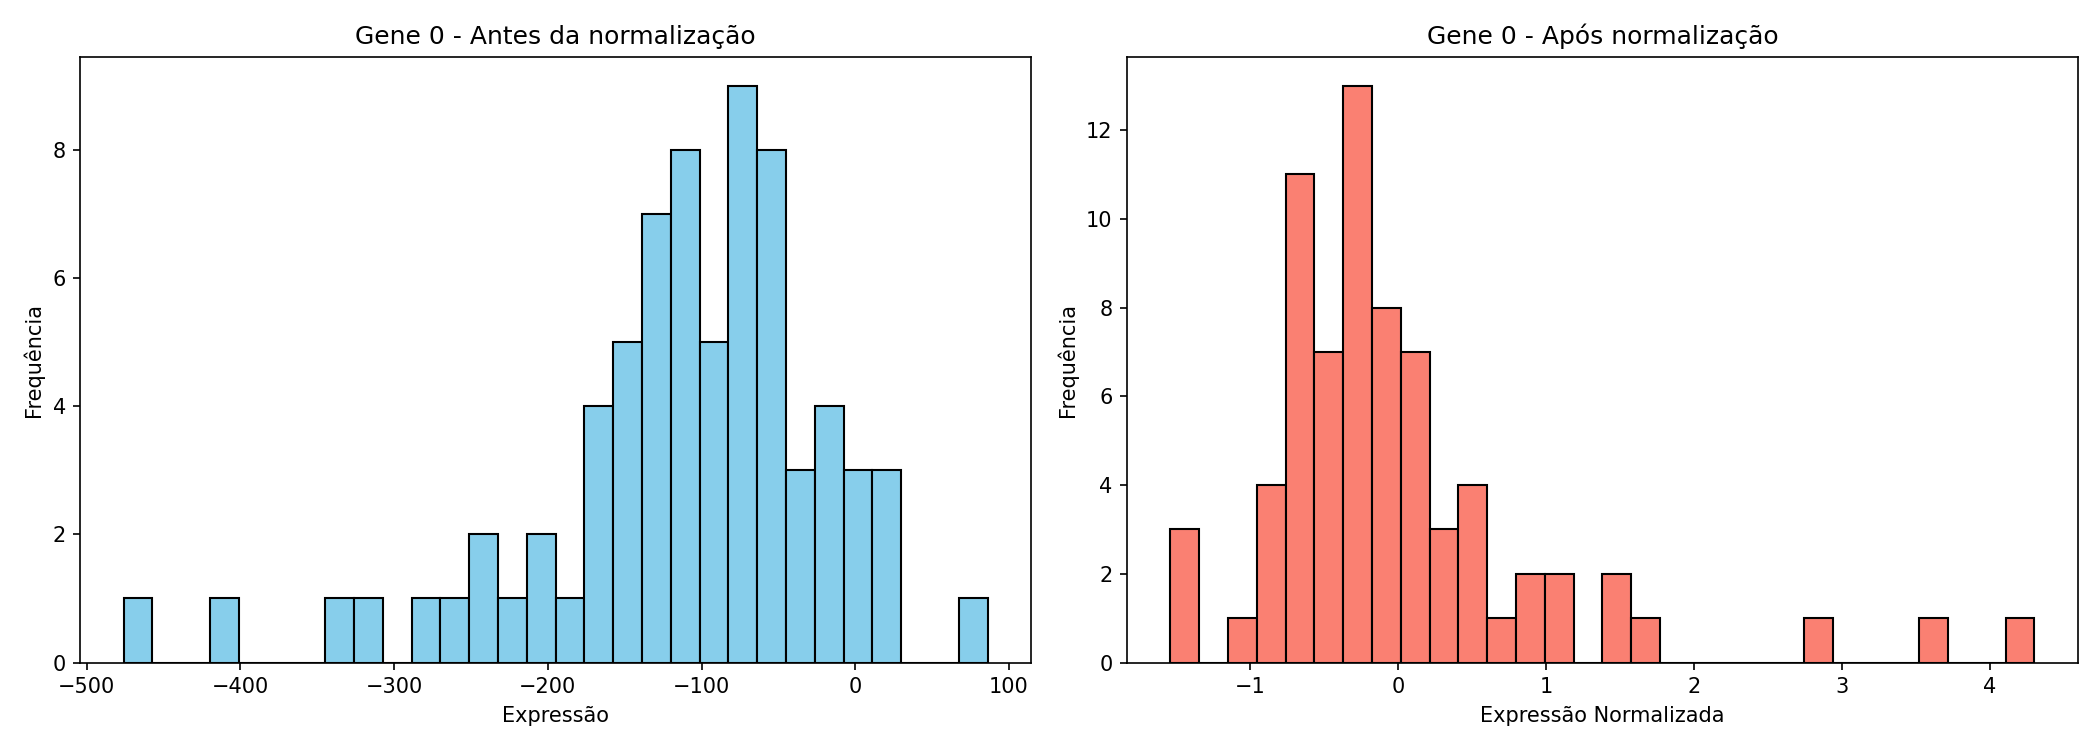 Gene 0 - Antes da normalização
Frequência
8
6
4
2
0
−500 −400 −300 −200 −100 0 100
Expressão
Gene 0 - Após normalização
Frequência
12
10
8
6
4
2
0
−1 0 1 2 3 4
Expressão Normalizada